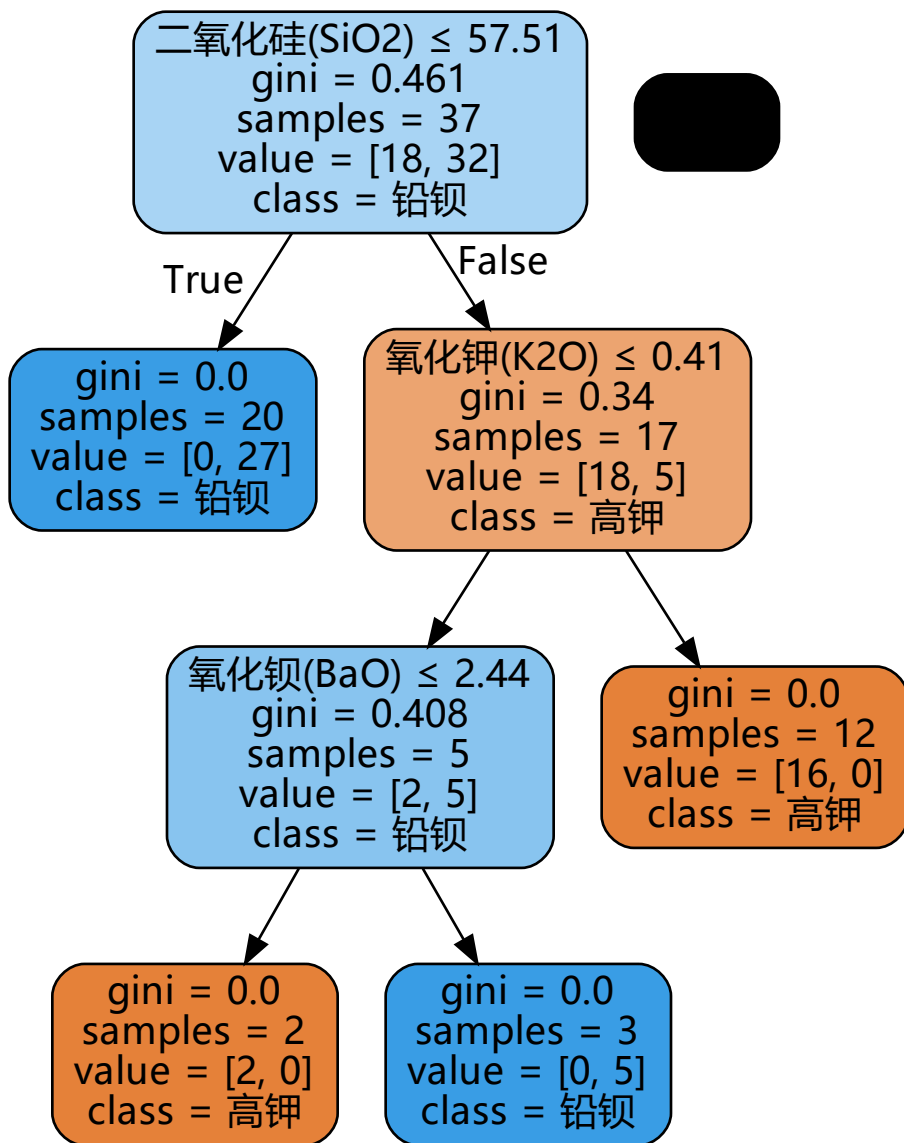 二氧化硅(SiO2) ≤ 57.51
gini = 0.461
samples = 37
value = [18, 32]
class = 铅钡
True
False
gini = 0.0
samples = 20
value = [0, 27]
class = 铅钡
氧化钾(K2O) ≤ 0.41
gini = 0.34
samples = 17
value = [18, 5]
class = 高钾
氧化钡(BaO) ≤ 2.44
gini = 0.408
samples = 5
value = [2, 5]
class = 铅钡
gini = 0.0
samples = 12
value = [16, 0]
class = 高钾
gini = 0.0
samples = 2
value = [2, 0]
class = 高钾
gini = 0.0
samples = 3
value = [0, 5]
class = 铅钡